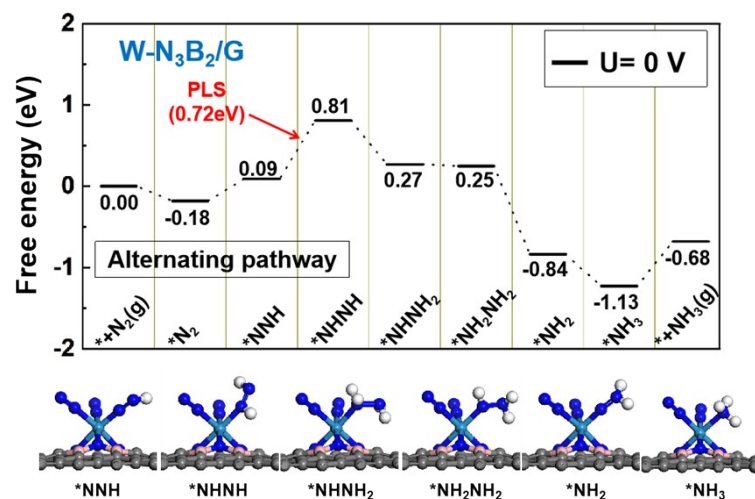 2
1
0
-1
-2
Free energy (eV)
W-N₃B₂/G
U= 0 V
PLS
(0.72eV)
0.00
-0.18
0.09
0.81
0.27
0.25
-0.84
-1.13
-0.68
Alternating pathway
*+N₂(g)
*N₂
*NNH
*NHNH
*NHNH₂
*NH₂NH₂
*NH₂
*NH₃
*+NH₃(g)
*NNH
*NHNH
*NHNH₂
*NH₂NH₂
*NH₂
*NH₃